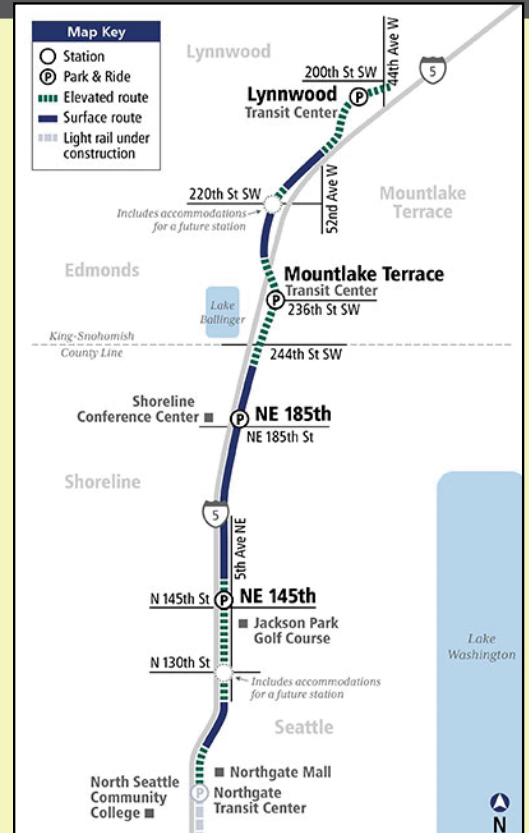 Map Key
Station
P Park & Ride
Elevated route
Surface route
Light rail under
construction
Lynnwood
200th St SW
44th Ave W
5
Lynnwood
P
Transit Center
220th St SW
52nd Ave W
Includes accommodations
for a future station
Mountlake
Terrace
Edmonds
Mountlake Terrace
Transit Center
P
236th St SW
Lake
Ballinger
King-Snohomish
County Line
244th St SW
Shoreline
Conference Center
P
NE 185th
NE 185th St
Shoreline
5
5th Ave NE
N 145th St
P
NE 145th
Jackson Park
Golf Course
N 130th St
Includes accommodations
for a future station
Lake
Washington
Seattle
Northgate Mall
North Seattle
Community
College
P
Northgate
Transit Center
N